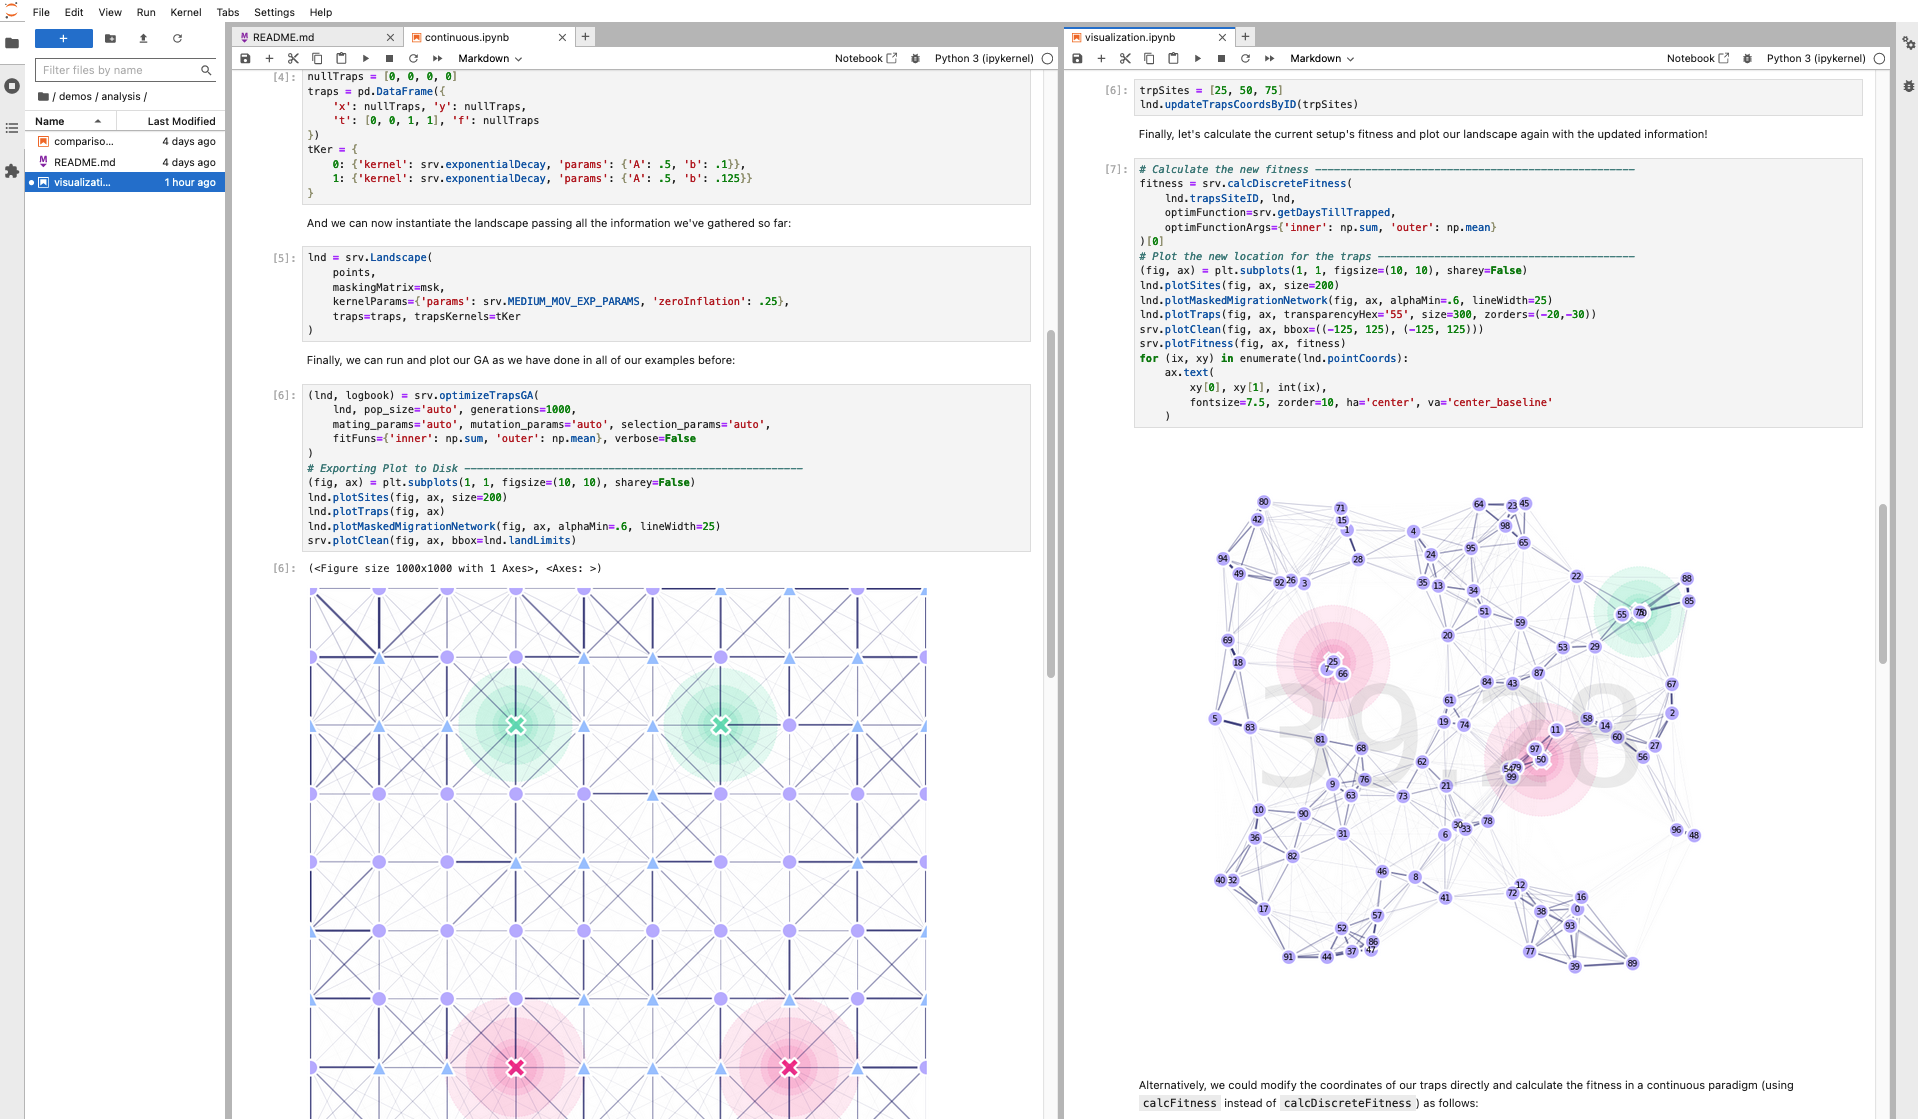 File Edit View Run Kernel Tabs Settings Help
+
Filter files by name
/ demos / analysis /
Name Last Modified
compariso... 4 days ago
README.md 4 days ago
visualizati... 1 hour ago
README.md
continuous.ipynb
Markdown
Notebook
Python 3 (ipykernel)
[4]:
nullTraps = [0, 0, 0, 0]
traps = pd.DataFrame({
    'x': nullTraps, 'y': nullTraps,
    't': [0, 0, 1, 1], 'f': nullTraps
})
tKer = {
    0: {'kernel': srv.exponentialDecay, 'params': {'A': .5, 'b': .1}},
    1: {'kernel': srv.exponentialDecay, 'params': {'A': .5, 'b': .125}}
}
And we can now instantiate the landscape passing all the information we've gathered so far:
[5]:
lnd = srv.Landscape(
    points,
    maskingMatrix=msk,
    kernelParams={'params': srv.MEDIUM_MOV_EXP_PARAMS, 'zeroInflation': .25},
    traps=traps, trapsKernels=tKer
)
Finally, we can run and plot our GA as we have done in all of our examples before:
[6]:
(lnd, logbook) = srv.optimizeTrapsGA(
    lnd, pop_size='auto', generations=1000,
    mating_params='auto', mutation_params='auto', selection_params='auto',
    fitFuns={'inner': np.sum, 'outer': np.mean}, verbose=False
)
# Exporting Plot to Disk ------------------------------------------------------
(fig, ax) = plt.subplots(1, 1, figsize=(10, 10), sharey=False)
lnd.plotSites(fig, ax, size=200)
lnd.plotTraps(fig, ax)
lnd.plotMaskedMigrationNetwork(fig, ax, alphaMin=.6, lineWidth=25)
srv.plotClean(fig, ax, bbox=lnd.landLimits)
[6]: (<Figure size 1000x1000 with 1 Axes>, <Axes: >)
visualization.ipynb
Markdown
Notebook
Python 3 (ipykernel)
[6]:
trpSites = [25, 50, 75]
lnd.updateTrapsCoordsByID(trpSites)
Finally, let's calculate the current setup's fitness and plot our landscape again with the updated information!
[7]:
# Calculate the new fitness ---------------------------------------------------
fitness = srv.calcDiscreteFitness(
    lnd.trapsSiteID, lnd,
    optimFunction=srv.getDaysTillTrapped,
    optimFunctionArgs={'inner': np.sum, 'outer': np.mean}
)[0]
# Plot the new location for the traps -----------------------------------------
(fig, ax) = plt.subplots(1, 1, figsize=(10, 10), sharey=False)
lnd.plotSites(fig, ax, size=200)
lnd.plotMaskedMigrationNetwork(fig, ax, alphaMin=.6, lineWidth=25)
lnd.plotTraps(fig, ax, transparencyHex='55', size=300, zorders=(-20,-30))
srv.plotClean(fig, ax, bbox=((-125, 125), (-125, 125)))
srv.plotFitness(fig, ax, fitness)
for (ix, xy) in enumerate(lnd.pointCoords):
    ax.text(
        xy[0], xy[1], int(ix),
        fontsize=7.5, zorder=10, ha='center', va='center_baseline'
    )
80 71 64 23 45
42 15 1 4 98
94 28 24 95 65
49 92 26 3 35 13 34 22 88
51 59 55 85
69 20 53 29
18 25 7 66 84 43 87 67
5 83 61 19 74 58 14 2
39.28
81 68 11 60 27
62 97 50 56
9 76 79 99
63 73 21
10 90 78
36 31 6 30 33 96 48
82 46 8
40 32 41 12 72 16
17 57 38 0
52 86 93
91 44 37 47 77 39 89
Alternatively, we could modify the coordinates of our traps directly and calculate the fitness in a continuous paradigm (using
calcFitness instead of calcDiscreteFitness ) as follows: